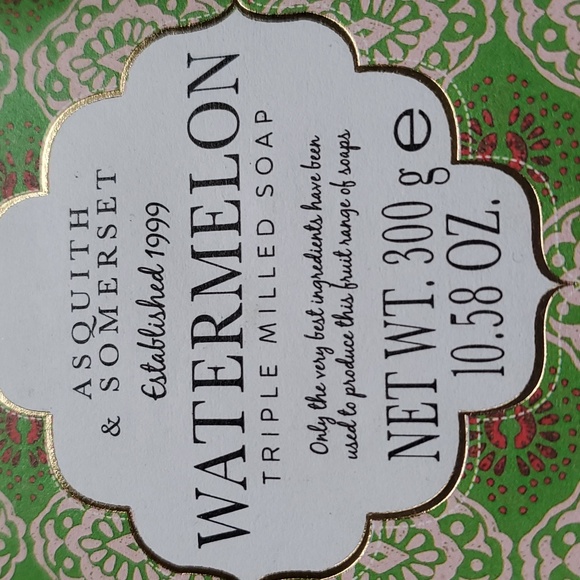 ASQUITH
& SOMERSET
Established 1999
WATERMELON
TRIPLE MILLED SOAP
Only the very best ingredients have been
used to produce this fruit range of soaps
NET WT. 300 g ℮
10.58 OZ.